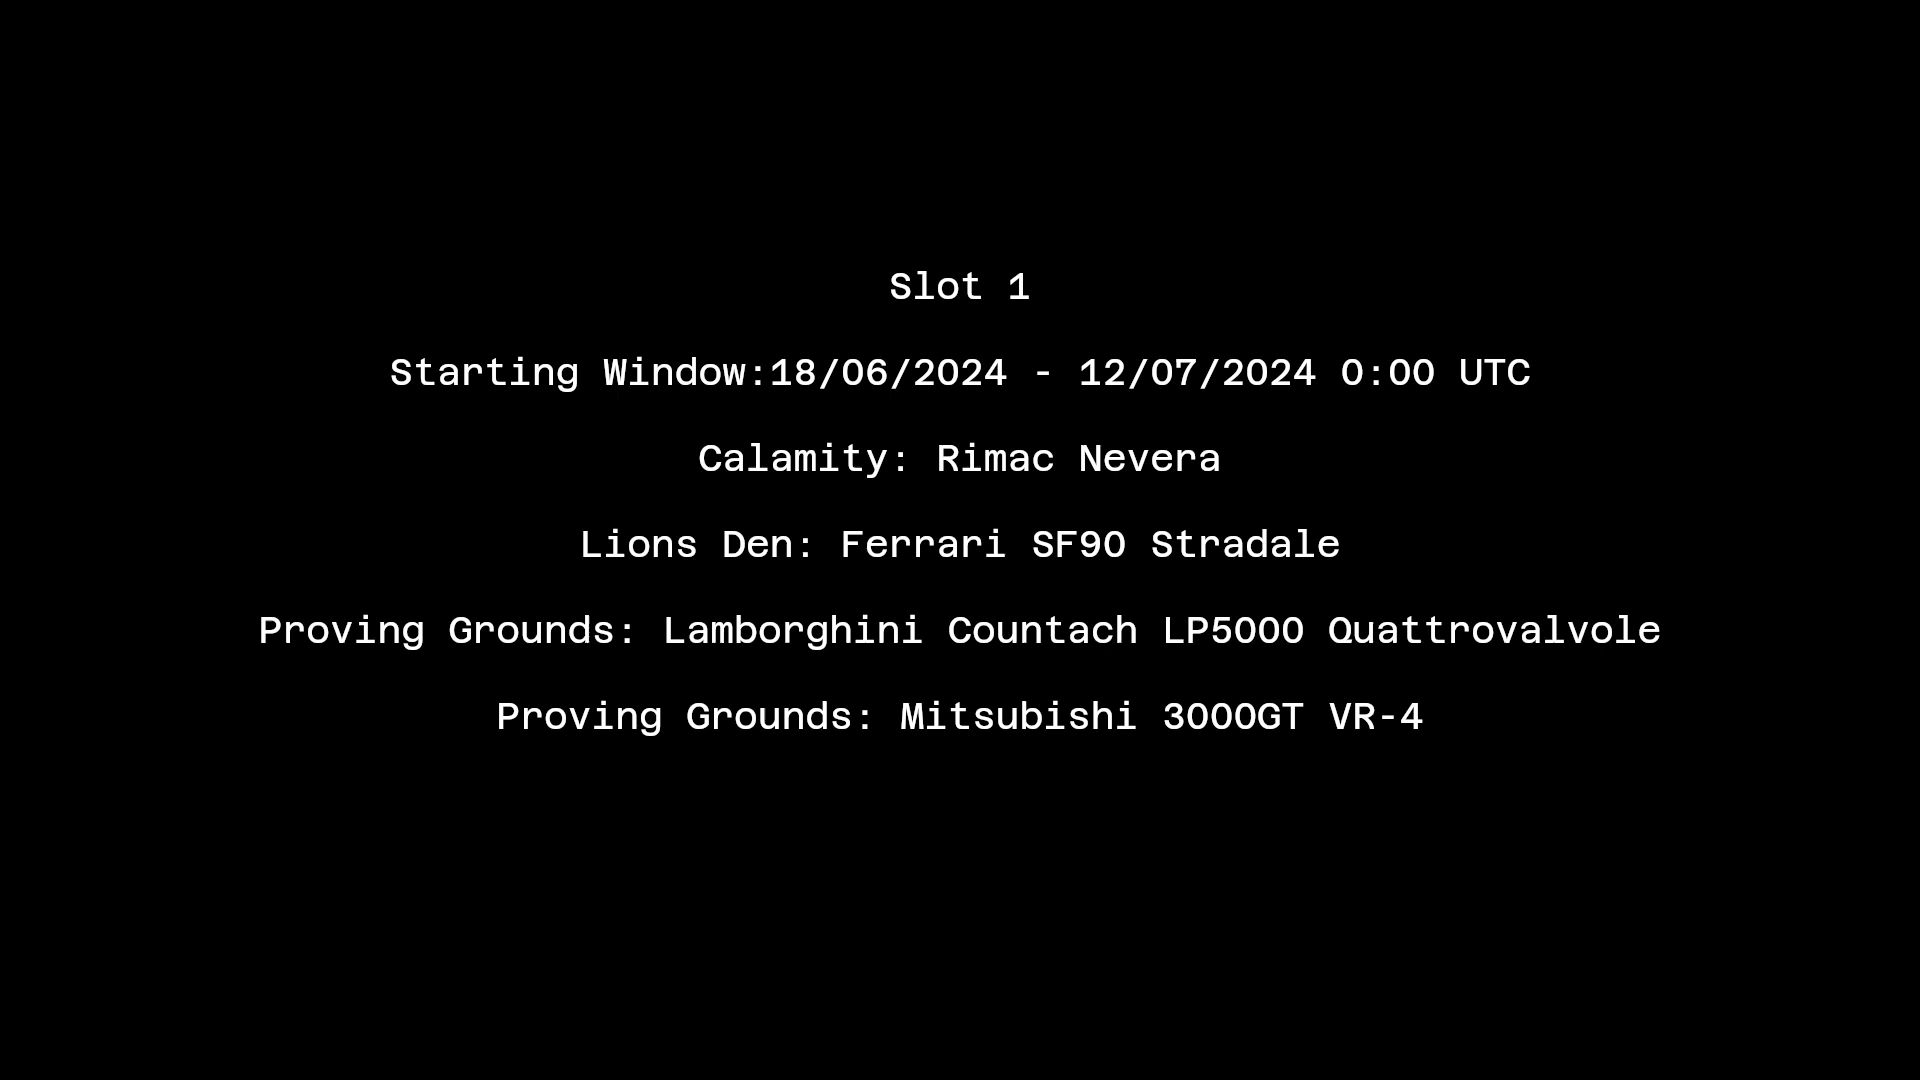 Slot 1
Starting Window:18/06/2024 - 12/07/2024 0:00 UTC
Calamity: Rimac Nevera
Lions Den: Ferrari SF90 Stradale
Proving Grounds: Lamborghini Countach LP5000 Quattrovalvole
Proving Grounds: Mitsubishi 3000GT VR-4